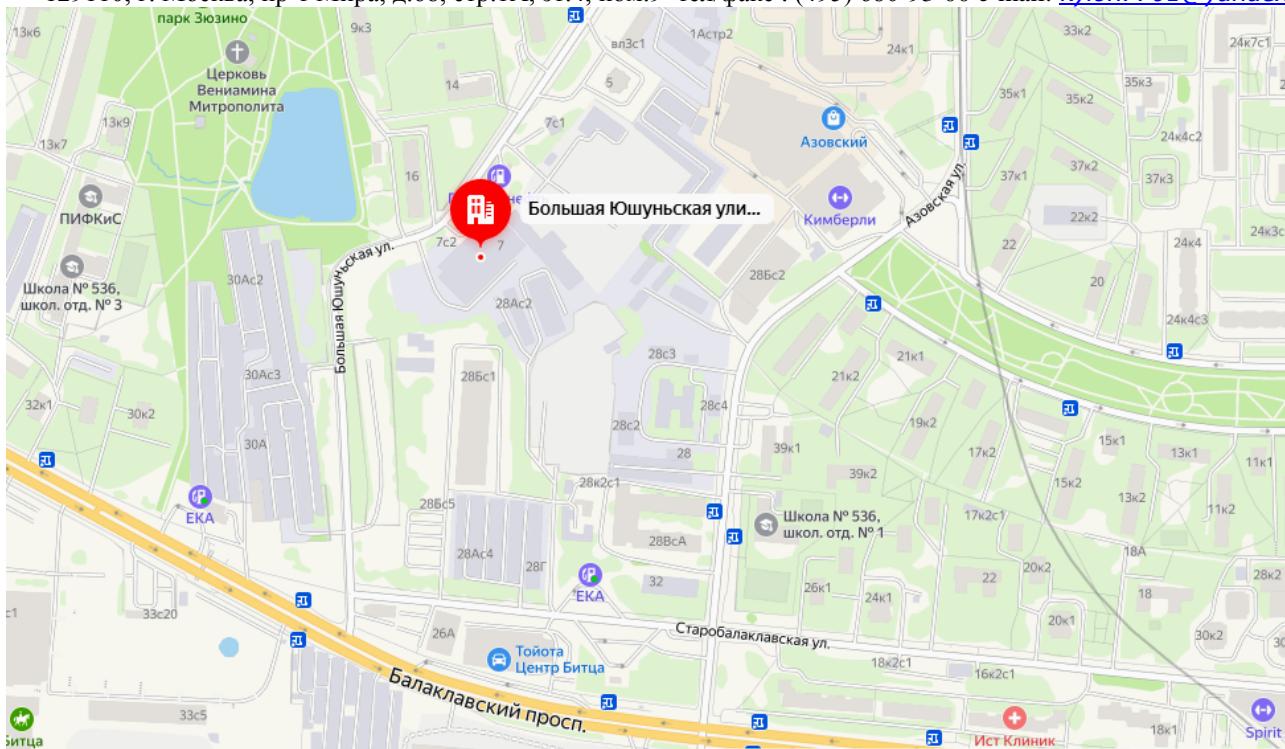 парк Зюзино
13к6
9к3
вл3с1
1Астр2
33к2
24к7с1
24к1
Церковь
Вениамина
Митрополита
14
5
35к1
35к2
35к3
13к9
7с1
Азовский
24к4с2
13к7
16
37к1
37к2
37к3
ПИФКиС
Большая Юшуньская ули...
Кимберли
Азовская ул.
22к2
24к3с
7с2
7
22
24к4
Школа № 536,
школ. отд. № 3
30Ас2
Большая Юшуньская ул.
28Ас2
28Бс2
20
24к4с3
28с3
21к1
30Ас3
28Бс1
21к2
32к1
30к2
28с4
28с2
19к2
30А
28
39к1
17к2
15к1
13к1
11к1
39к2
15к2
13к2
11к2
ЕКА
28к2с1
28Бс5
Школа № 536,
школ. отд. № 1
17к2с1
28ВсА
28Ас4
28Г
18А
ЕКА
32
26к1
24к1
22
20к2
28к2
18
33с20
20к1
26А
Старобалаклавская ул.
30к2
Тойота
Центр Битца
18к2с1
16к2с1
Балаклавский просп.
33с5
Битца
Ист Клиник
18к1
Spirit